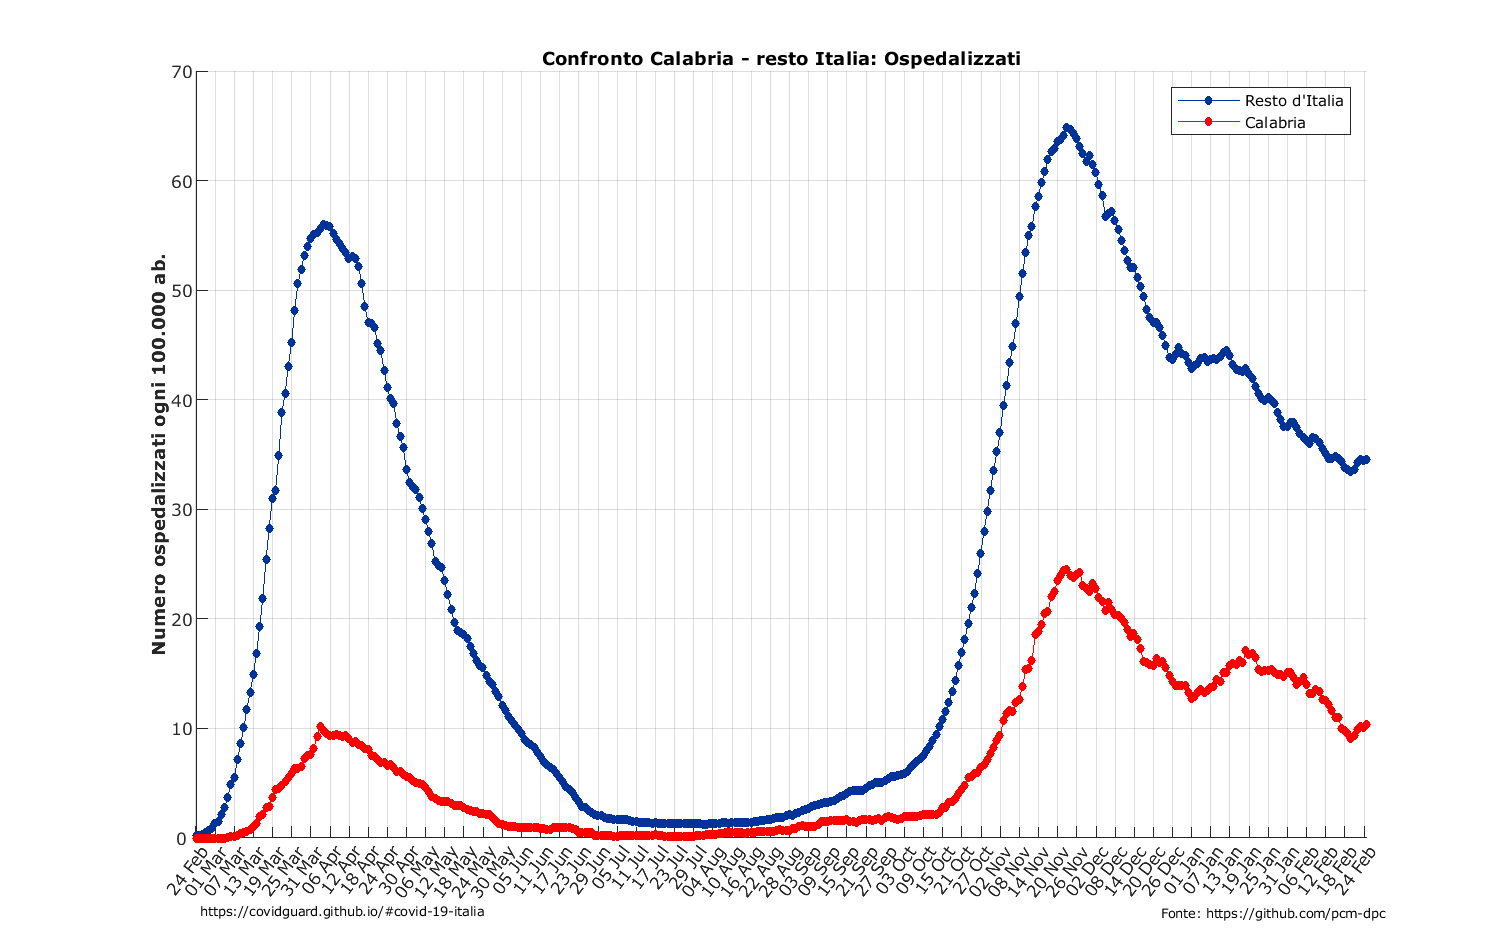 Confronto Calabria - resto Italia: Ospedalizzati
Resto d'Italia
Calabria
Numero ospedalizzati ogni 100.000 ab.
70
60
50
40
30
20
10
0
24 Feb
01 Mar
07 Mar
13 Mar
19 Mar
25 Mar
31 Mar
06 Apr
12 Apr
18 Apr
24 Apr
30 Apr
06 May
12 May
18 May
24 May
30 May
05 Jun
11 Jun
17 Jun
23 Jun
29 Jun
05 Jul
11 Jul
17 Jul
23 Jul
29 Jul
04 Aug
10 Aug
16 Aug
22 Aug
28 Aug
03 Sep
09 Sep
15 Sep
21 Sep
27 Sep
03 Oct
09 Oct
15 Oct
21 Oct
27 Oct
02 Nov
08 Nov
14 Nov
20 Nov
26 Nov
02 Dec
08 Dec
14 Dec
20 Dec
26 Dec
01 Jan
07 Jan
13 Jan
19 Jan
25 Jan
31 Jan
06 Feb
12 Feb
18 Feb
24 Feb
https://covidguard.github.io/#covid-19-italia
Fonte: https://github.com/pcm-dpc